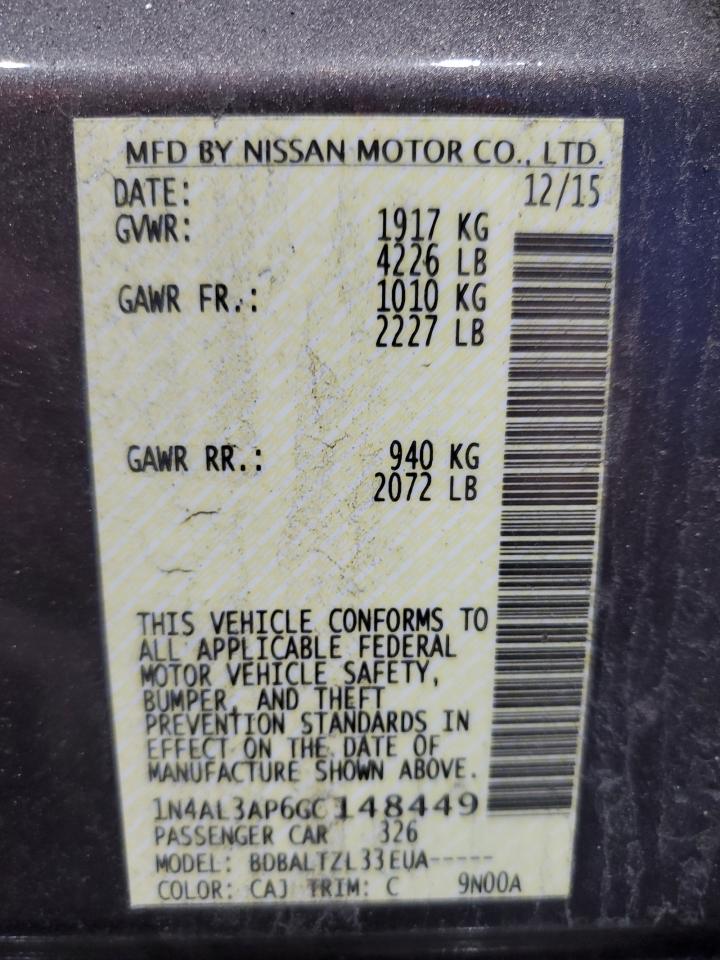 MFD BY NISSAN MOTOR CO., LTD.
DATE: 12/15
GVWR: 1917 KG
4226 LB
GAWR FR.: 1010 KG
2227 LB
GAWR RR.: 940 KG
2072 LB
THIS VEHICLE CONFORMS TO
ALL APPLICABLE FEDERAL
MOTOR VEHICLE SAFETY,
BUMPER, AND THEFT
PREVENTION STANDARDS IN
EFFECT ON THE DATE OF
MANUFACTURE SHOWN ABOVE.
1N4AL3AP6GC148449
PASSENGER CAR 326
MODEL: BDBALTZL33EUA-----
COLOR: CAJ TRIM: C 9N00A